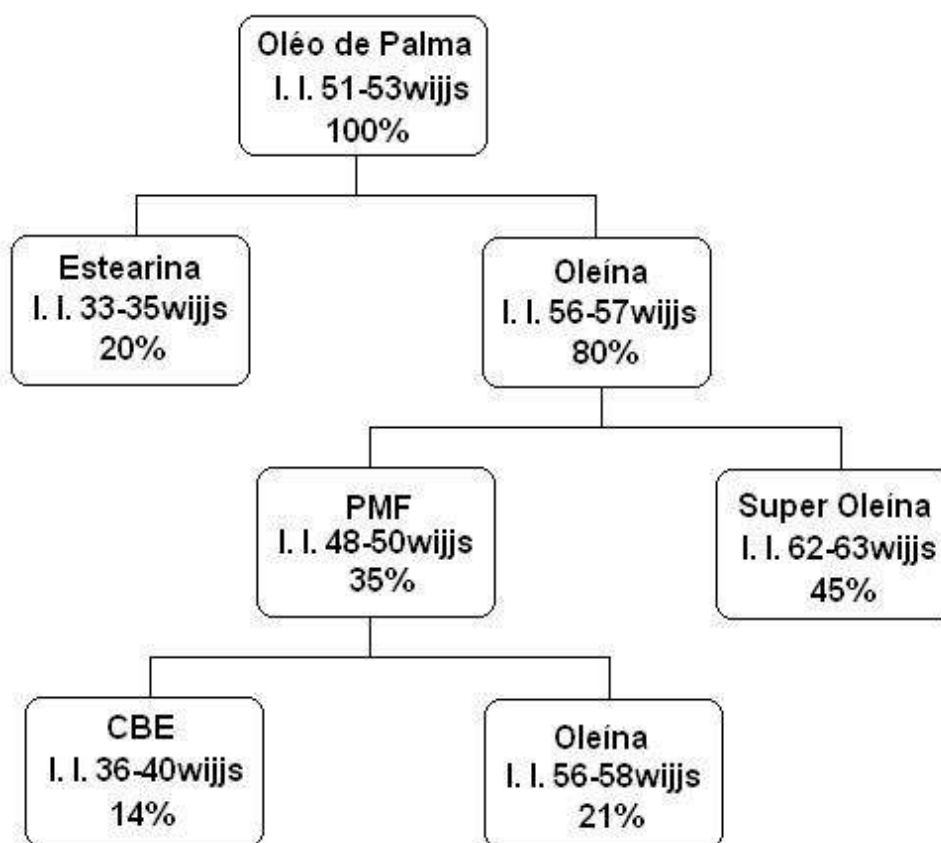 Oléo de Palma
I. I. 51-53wijjs
100%
Estearina
I. I. 33-35wijjs
20%
Oleína
I. I. 56-57wijjs
80%
PMF
I. I. 48-50wijjs
35%
Super Oleína
I. I. 62-63wijjs
45%
CBE
I. I. 36-40wijjs
14%
Oleína
I. I. 56-58wijjs
21%